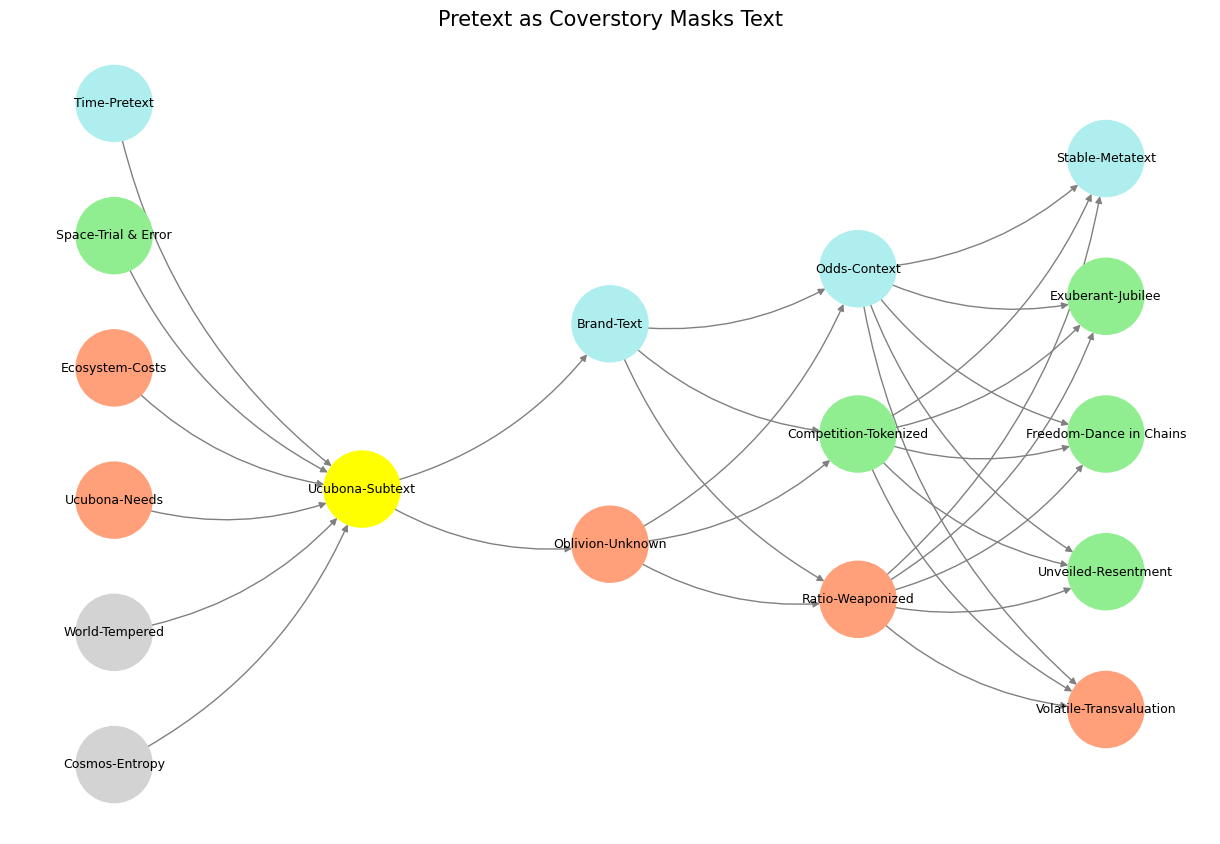 Pretext as Coverstory Masks Text
Time-Pretext
Space-Trial & Error
Ecosystem-Costs
Ucubona-Needs
World-Tempered
Cosmos-Entropy
Ucubona-Subtext
Brand-Text
Oblivion-Unknown
Odds-Context
Competition-Tokenized
Ratio-Weaponized
Stable-Metatext
Exuberant-Jubilee
Freedom-Dance in Chains
Unveiled-Resentment
Volatile-Transvaluation